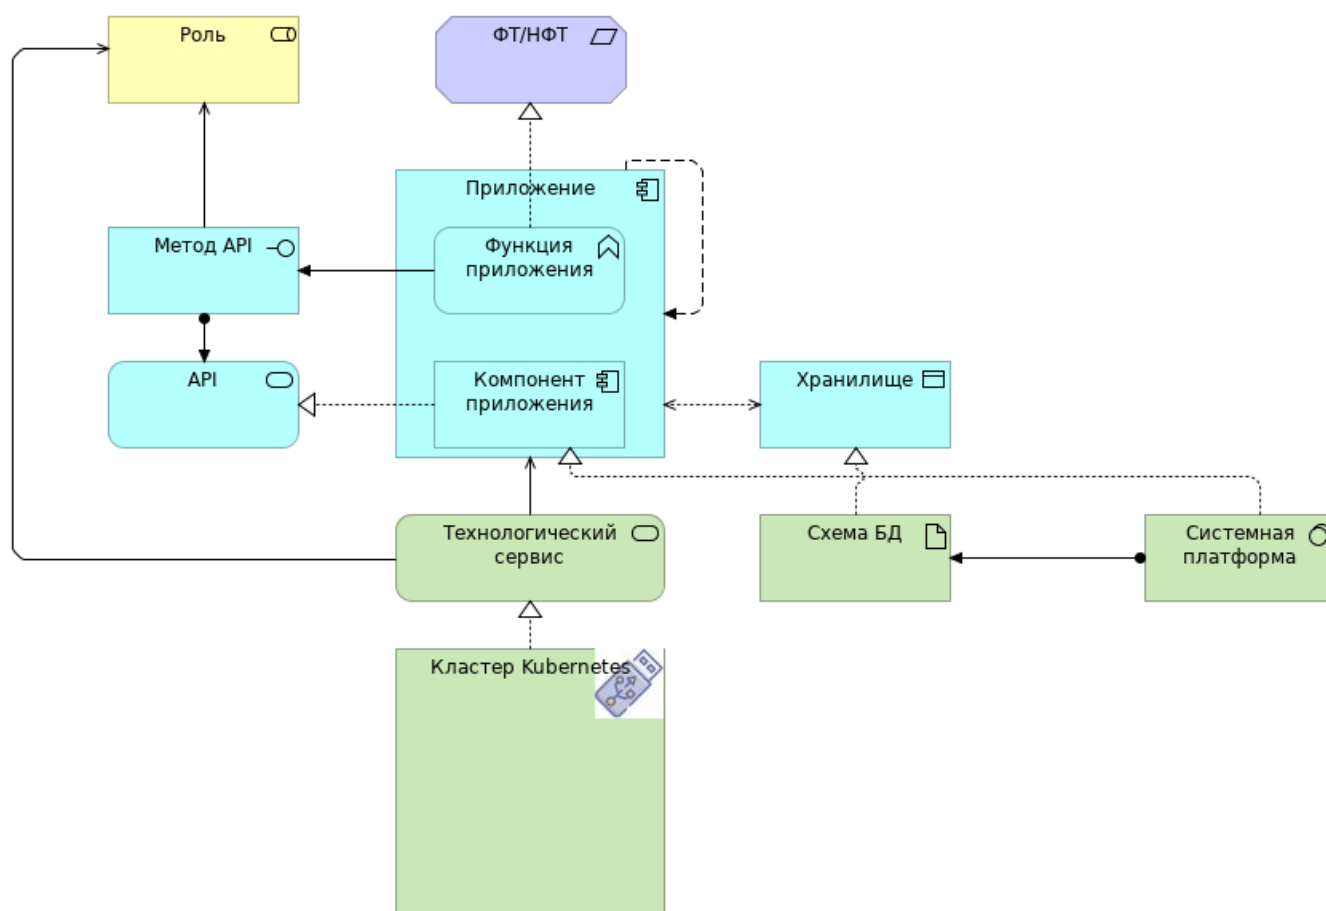 Роль
ФТ/НФТ
Приложение
Метод API
Функция
приложения
API
Компонент
приложения
Хранилище
Технологический
сервис
Схема БД
Системная
платформа
Кластер Kubernetes